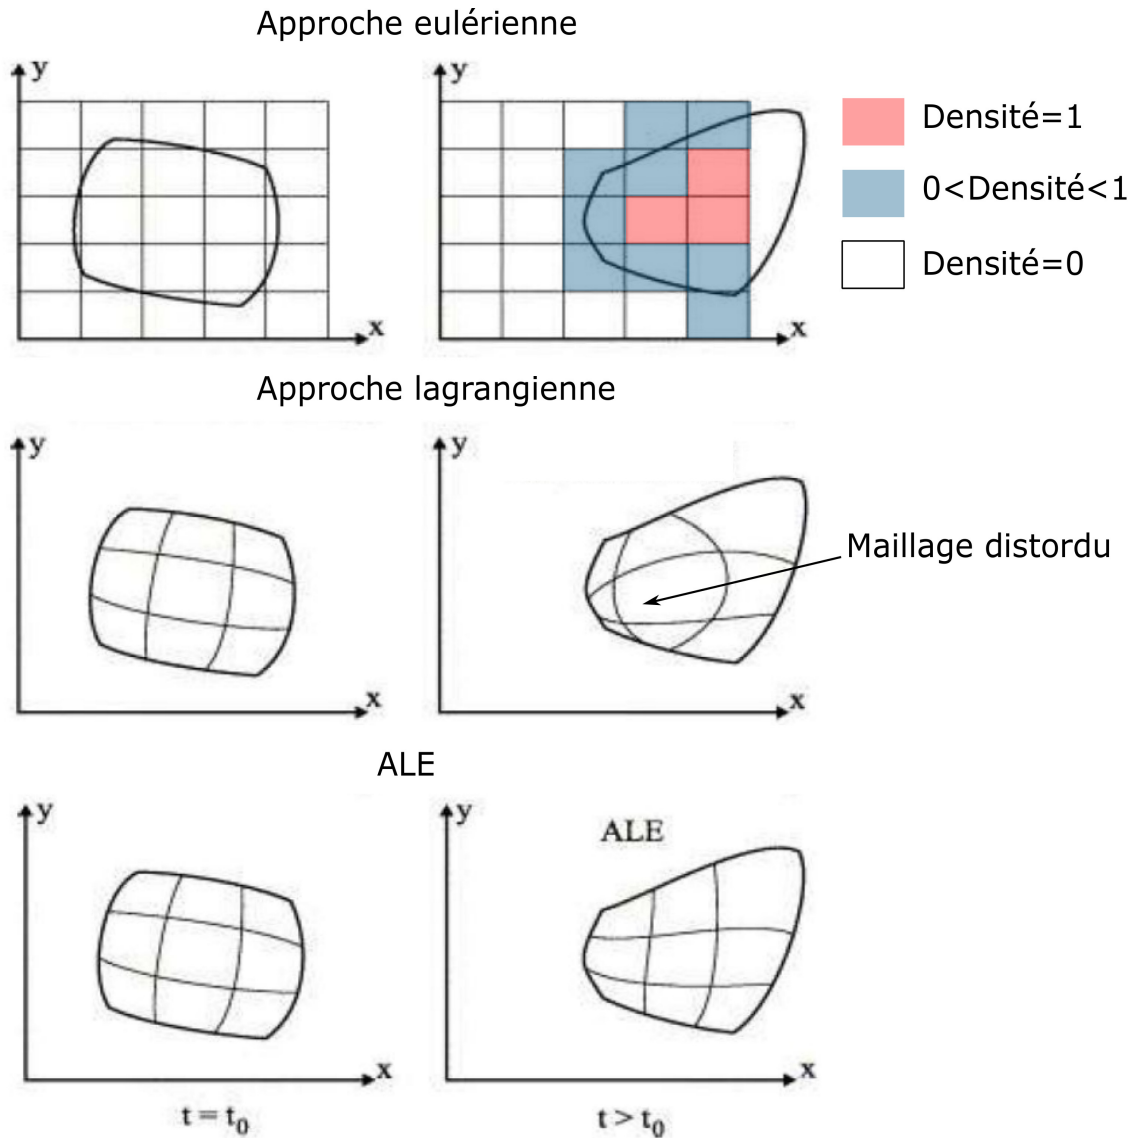 Approche eulérienne
y
y
Densité=1
0<Densité<1
Densité=0
x
x
Approche lagrangienne
y
y
Maillage distordu
x
x
ALE
y
y
ALE
x
x
t = t₀
t > t₀